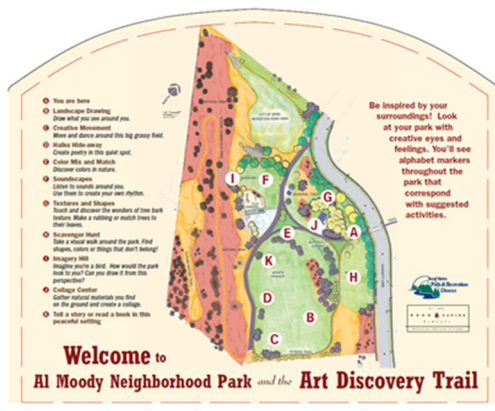 A You are here
B Landscape Drawing
Draw what you see around you.
C Creative Movement
Move and dance around this big grassy field.
D Haiku Hide-away
Create poetry in this quiet spot.
E Color Mix and Match
Discover colors in nature.
F Soundscapes
Listen to sounds around you.
Use them to create your own rhythm.
G Textures and Shapes
Touch and discover the wonders of tree bark
texture. Make a rubbing or match trees to
their leaves.
H Scavenger Hunt
Take a visual walk around the park. Find
shapes, colors or things that don't belong!
I Imagery Hill
Imagine you're a bird. How would the park
look to you? Can you draw it from this
perspective?
J Collage Center
Gather natural materials you find
on the ground and create a collage.
K Tell a story or read a book in this
peaceful setting
Be inspired by your
surroundings! Look
at your park with
creative eyes and
feelings. You'll see
alphabet markers
throughout the
park that
correspond
with suggested
activities.
I
F
G
J
A
E
K
H
D
B
C
Park & Recreation
District
Welcome to
Al Moody Neighborhood Park and the Art Discovery Trail